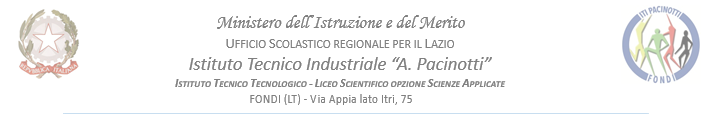 Ministero dell'Istruzione e del Merito
UFFICIO SCOLASTICO REGIONALE PER IL LAZIO
Istituto Tecnico Industriale "A. Pacinotti"
ISTITUTO TECNICO TECNOLOGICO - LICEO SCIENTIFICO OPZIONE SCIENZE APPLICATE
FONDI (LT) - Via Appia lato Itri, 75
ITI PACINOTTI
FONDI